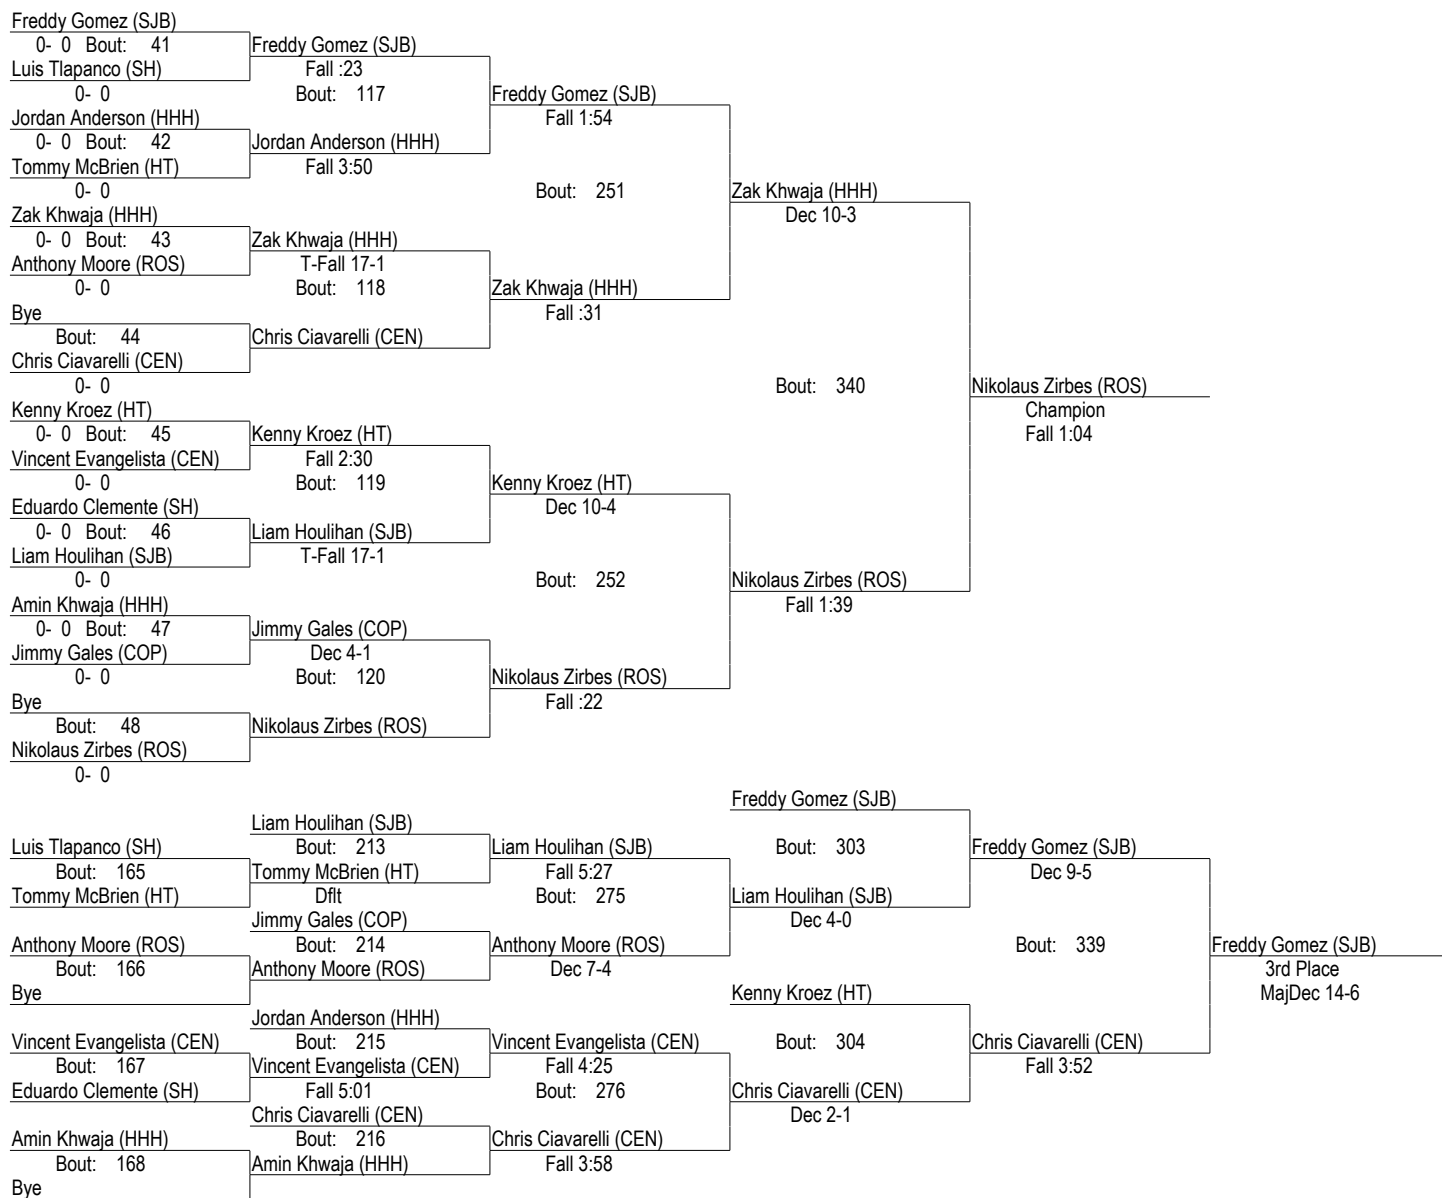 Freddy Gomez (SJB)
0- 0 Bout: 41 Freddy Gomez (SJB)
Luis Tlapanco (SH) Fall :23
0- 0 Bout: 117 Freddy Gomez (SJB)
Jordan Anderson (HHH) Fall 1:54
0- 0 Bout: 42 Jordan Anderson (HHH)
Tommy McBrien (HT) Fall 3:50
0- 0 Bout: 251 Zak Khwaja (HHH)
Zak Khwaja (HHH) Dec 10-3
0- 0 Bout: 43 Zak Khwaja (HHH)
Anthony Moore (ROS) T-Fall 17-1
0- 0 Bout: 118 Zak Khwaja (HHH)
Bye Fall :31
Bout: 44 Chris Ciavarelli (CEN)
Chris Ciavarelli (CEN)
0- 0 Bout: 340 Nikolaus Zirbes (ROS)
Kenny Kroez (HT) Champion
0- 0 Bout: 45 Kenny Kroez (HT) Fall 1:04
Vincent Evangelista (CEN) Fall 2:30
0- 0 Bout: 119 Kenny Kroez (HT)
Eduardo Clemente (SH) Dec 10-4
0- 0 Bout: 46 Liam Houlihan (SJB)
Liam Houlihan (SJB) T-Fall 17-1
0- 0 Bout: 252 Nikolaus Zirbes (ROS)
Amin Khwaja (HHH) Fall 1:39
0- 0 Bout: 47 Jimmy Gales (COP)
Jimmy Gales (COP) Dec 4-1
0- 0 Bout: 120 Nikolaus Zirbes (ROS)
Bye Fall :22
Bout: 48 Nikolaus Zirbes (ROS)
Nikolaus Zirbes (ROS)
0- 0
Freddy Gomez (SJB)
Liam Houlihan (SJB)
Luis Tlapanco (SH) Bout: 213 Liam Houlihan (SJB) Bout: 303 Freddy Gomez (SJB)
Bout: 165 Tommy McBrien (HT) Fall 5:27 Dec 9-5
Tommy McBrien (HT) Dflt Bout: 275 Liam Houlihan (SJB)
Jimmy Gales (COP) Dec 4-0
Anthony Moore (ROS) Bout: 214 Anthony Moore (ROS) Bout: 339 Freddy Gomez (SJB)
Bout: 166 Anthony Moore (ROS) Dec 7-4 3rd Place
Bye Kenny Kroez (HT) MajDec 14-6
Jordan Anderson (HHH)
Vincent Evangelista (CEN) Bout: 215 Vincent Evangelista (CEN) Bout: 304 Chris Ciavarelli (CEN)
Bout: 167 Vincent Evangelista (CEN) Fall 4:25 Fall 3:52
Eduardo Clemente (SH) Fall 5:01 Bout: 276 Chris Ciavarelli (CEN)
Chris Ciavarelli (CEN) Dec 2-1
Amin Khwaja (HHH) Bout: 216 Chris Ciavarelli (CEN)
Bout: 168 Amin Khwaja (HHH) Fall 3:58
Bye